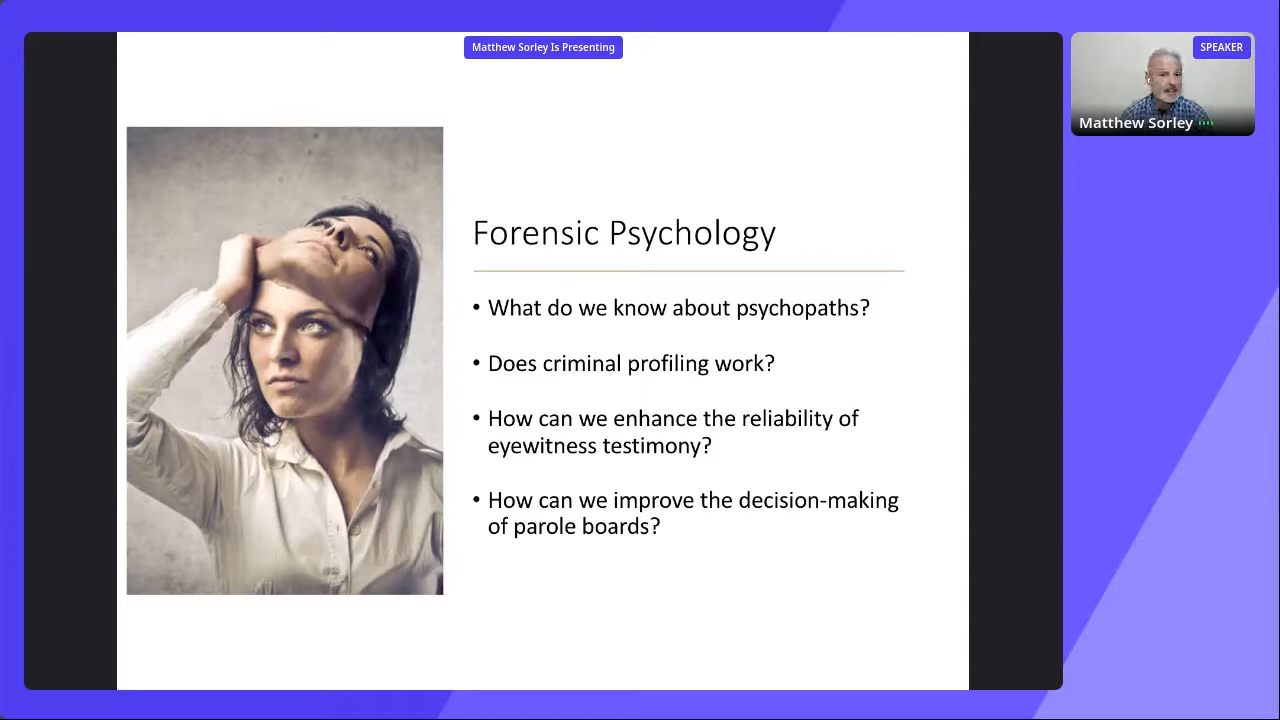 Matthew Sorley Is Presenting
SPEAKER
Matthew Sorley
Forensic Psychology
• What do we know about psychopaths?
• Does criminal profiling work?
• How can we enhance the reliability of
eyewitness testimony?
• How can we improve the decision-making
of parole boards?